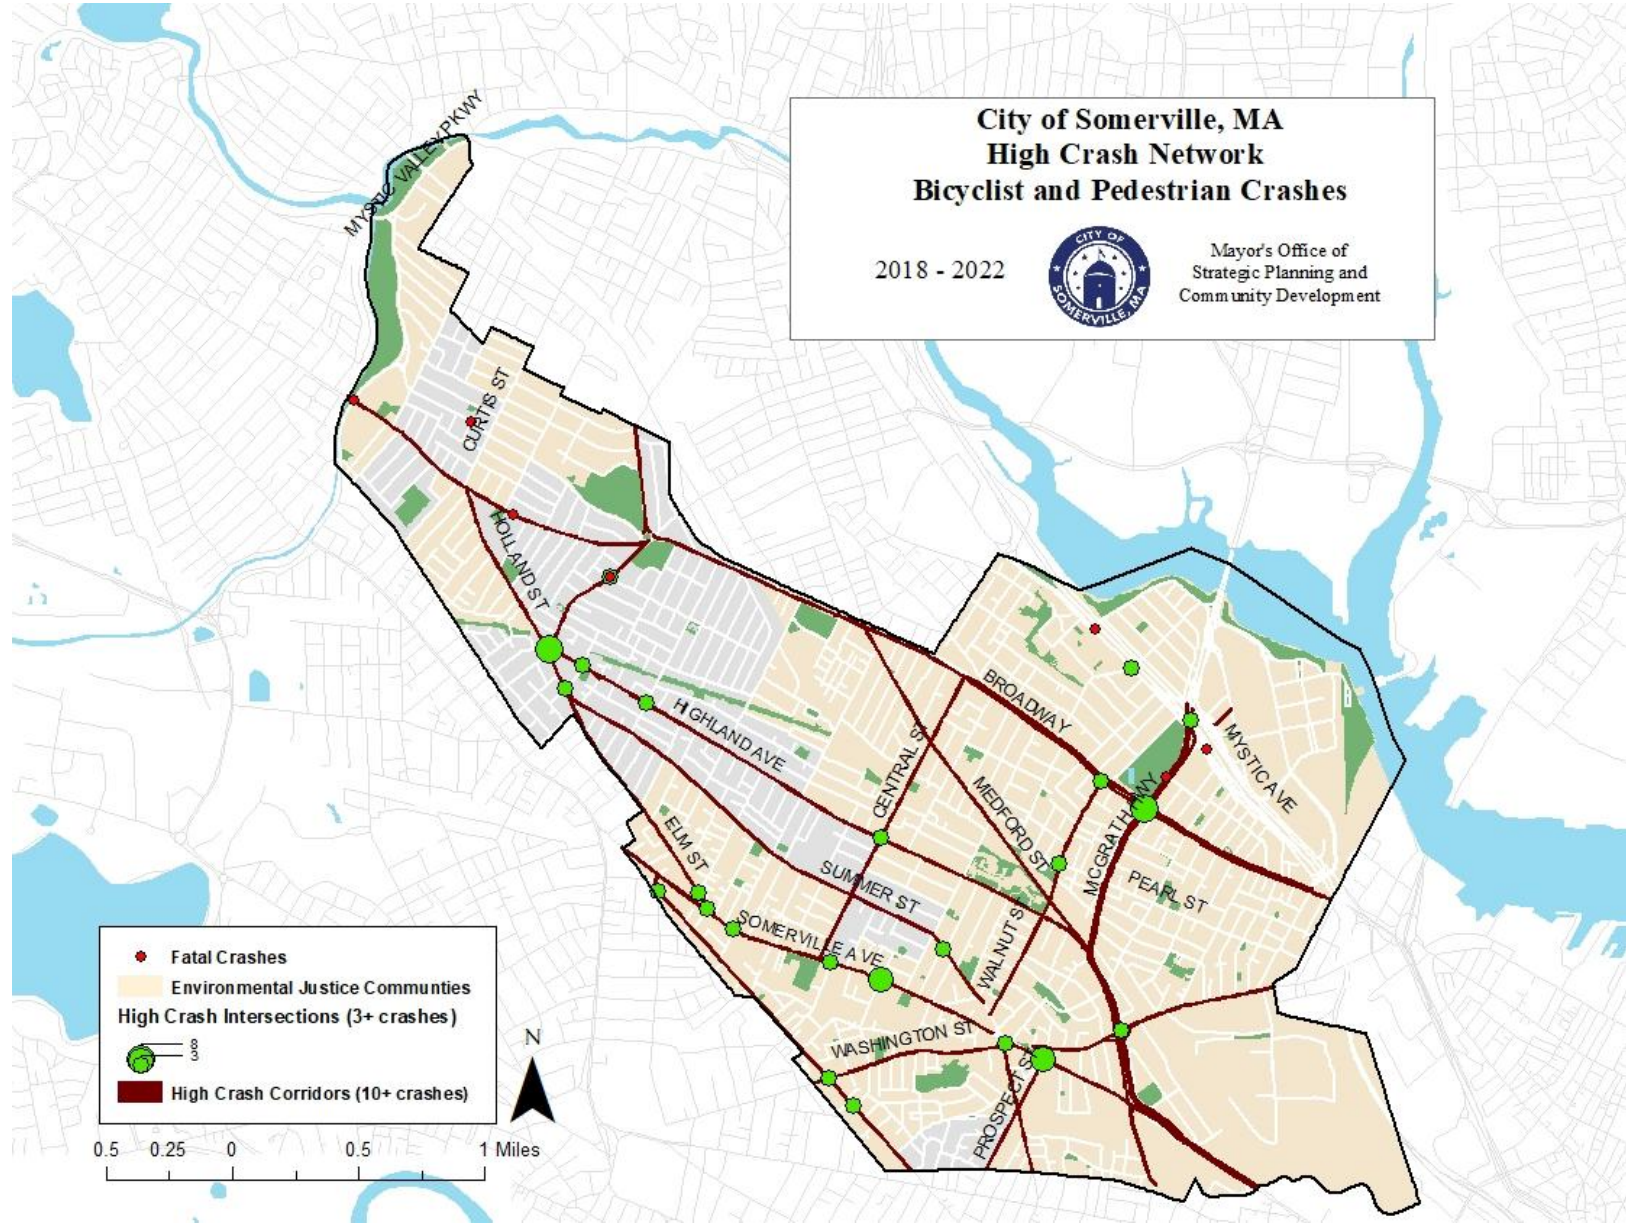 City of Somerville, MA
High Crash Network
Bicyclist and Pedestrian Crashes
2018 - 2022
CITY OF
SOMERVILLE, MA
Mayor's Office of
Strategic Planning and
Community Development
MYSTIC VALLEY PKWY
CURTIS ST
HOLLAND ST
HIGHLAND AVE
BROADWAY
CENTRAL ST
MEDFORD ST
MYSTIC AVE
MCGRATH HWY
ELM ST
SUMMER ST
PEARL ST
SOMERVILLE AVE
WALNUT ST
WASHINGTON ST
PROSPECT ST
Fatal Crashes
Environmental Justice Communties
High Crash Intersections (3+ crashes)
8
3
High Crash Corridors (10+ crashes)
N
0.5 0.25 0 0.5 1 Miles